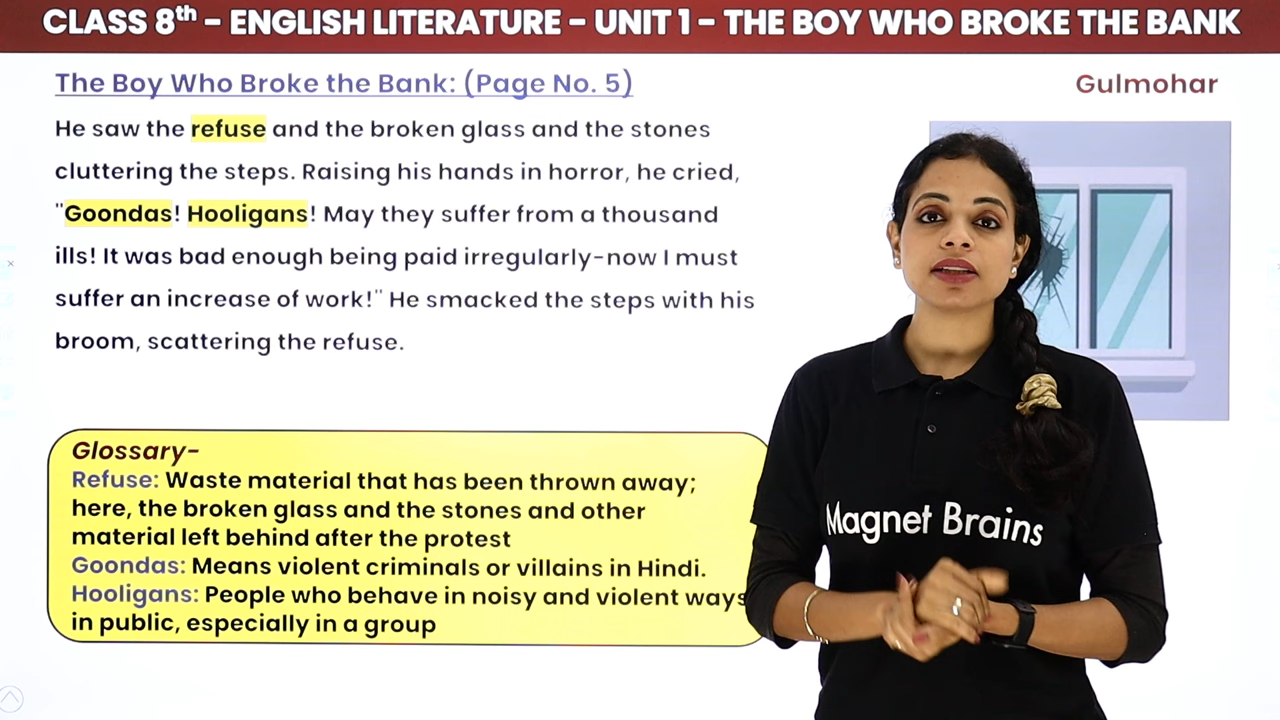 CLASS 8th - ENGLISH LITERATURE - UNIT 1 - THE BOY WHO BROKE THE BANK
The Boy Who Broke the Bank: (Page No. 5)
Gulmohar
He saw the refuse and the broken glass and the stones
cluttering the steps. Raising his hands in horror, he cried,
"Goondas! Hooligans! May they suffer from a thousand
ills! It was bad enough being paid irregularly-now I must
suffer an increase of work!" He smacked the steps with his
broom, scattering the refuse.
Glossary-
Refuse: Waste material that has been thrown away;
here, the broken glass and the stones and other
material left behind after the protest
Goondas: Means violent criminals or villains in Hindi.
Hooligans: People who behave in noisy and violent ways
in public, especially in a group
Magnet Brains